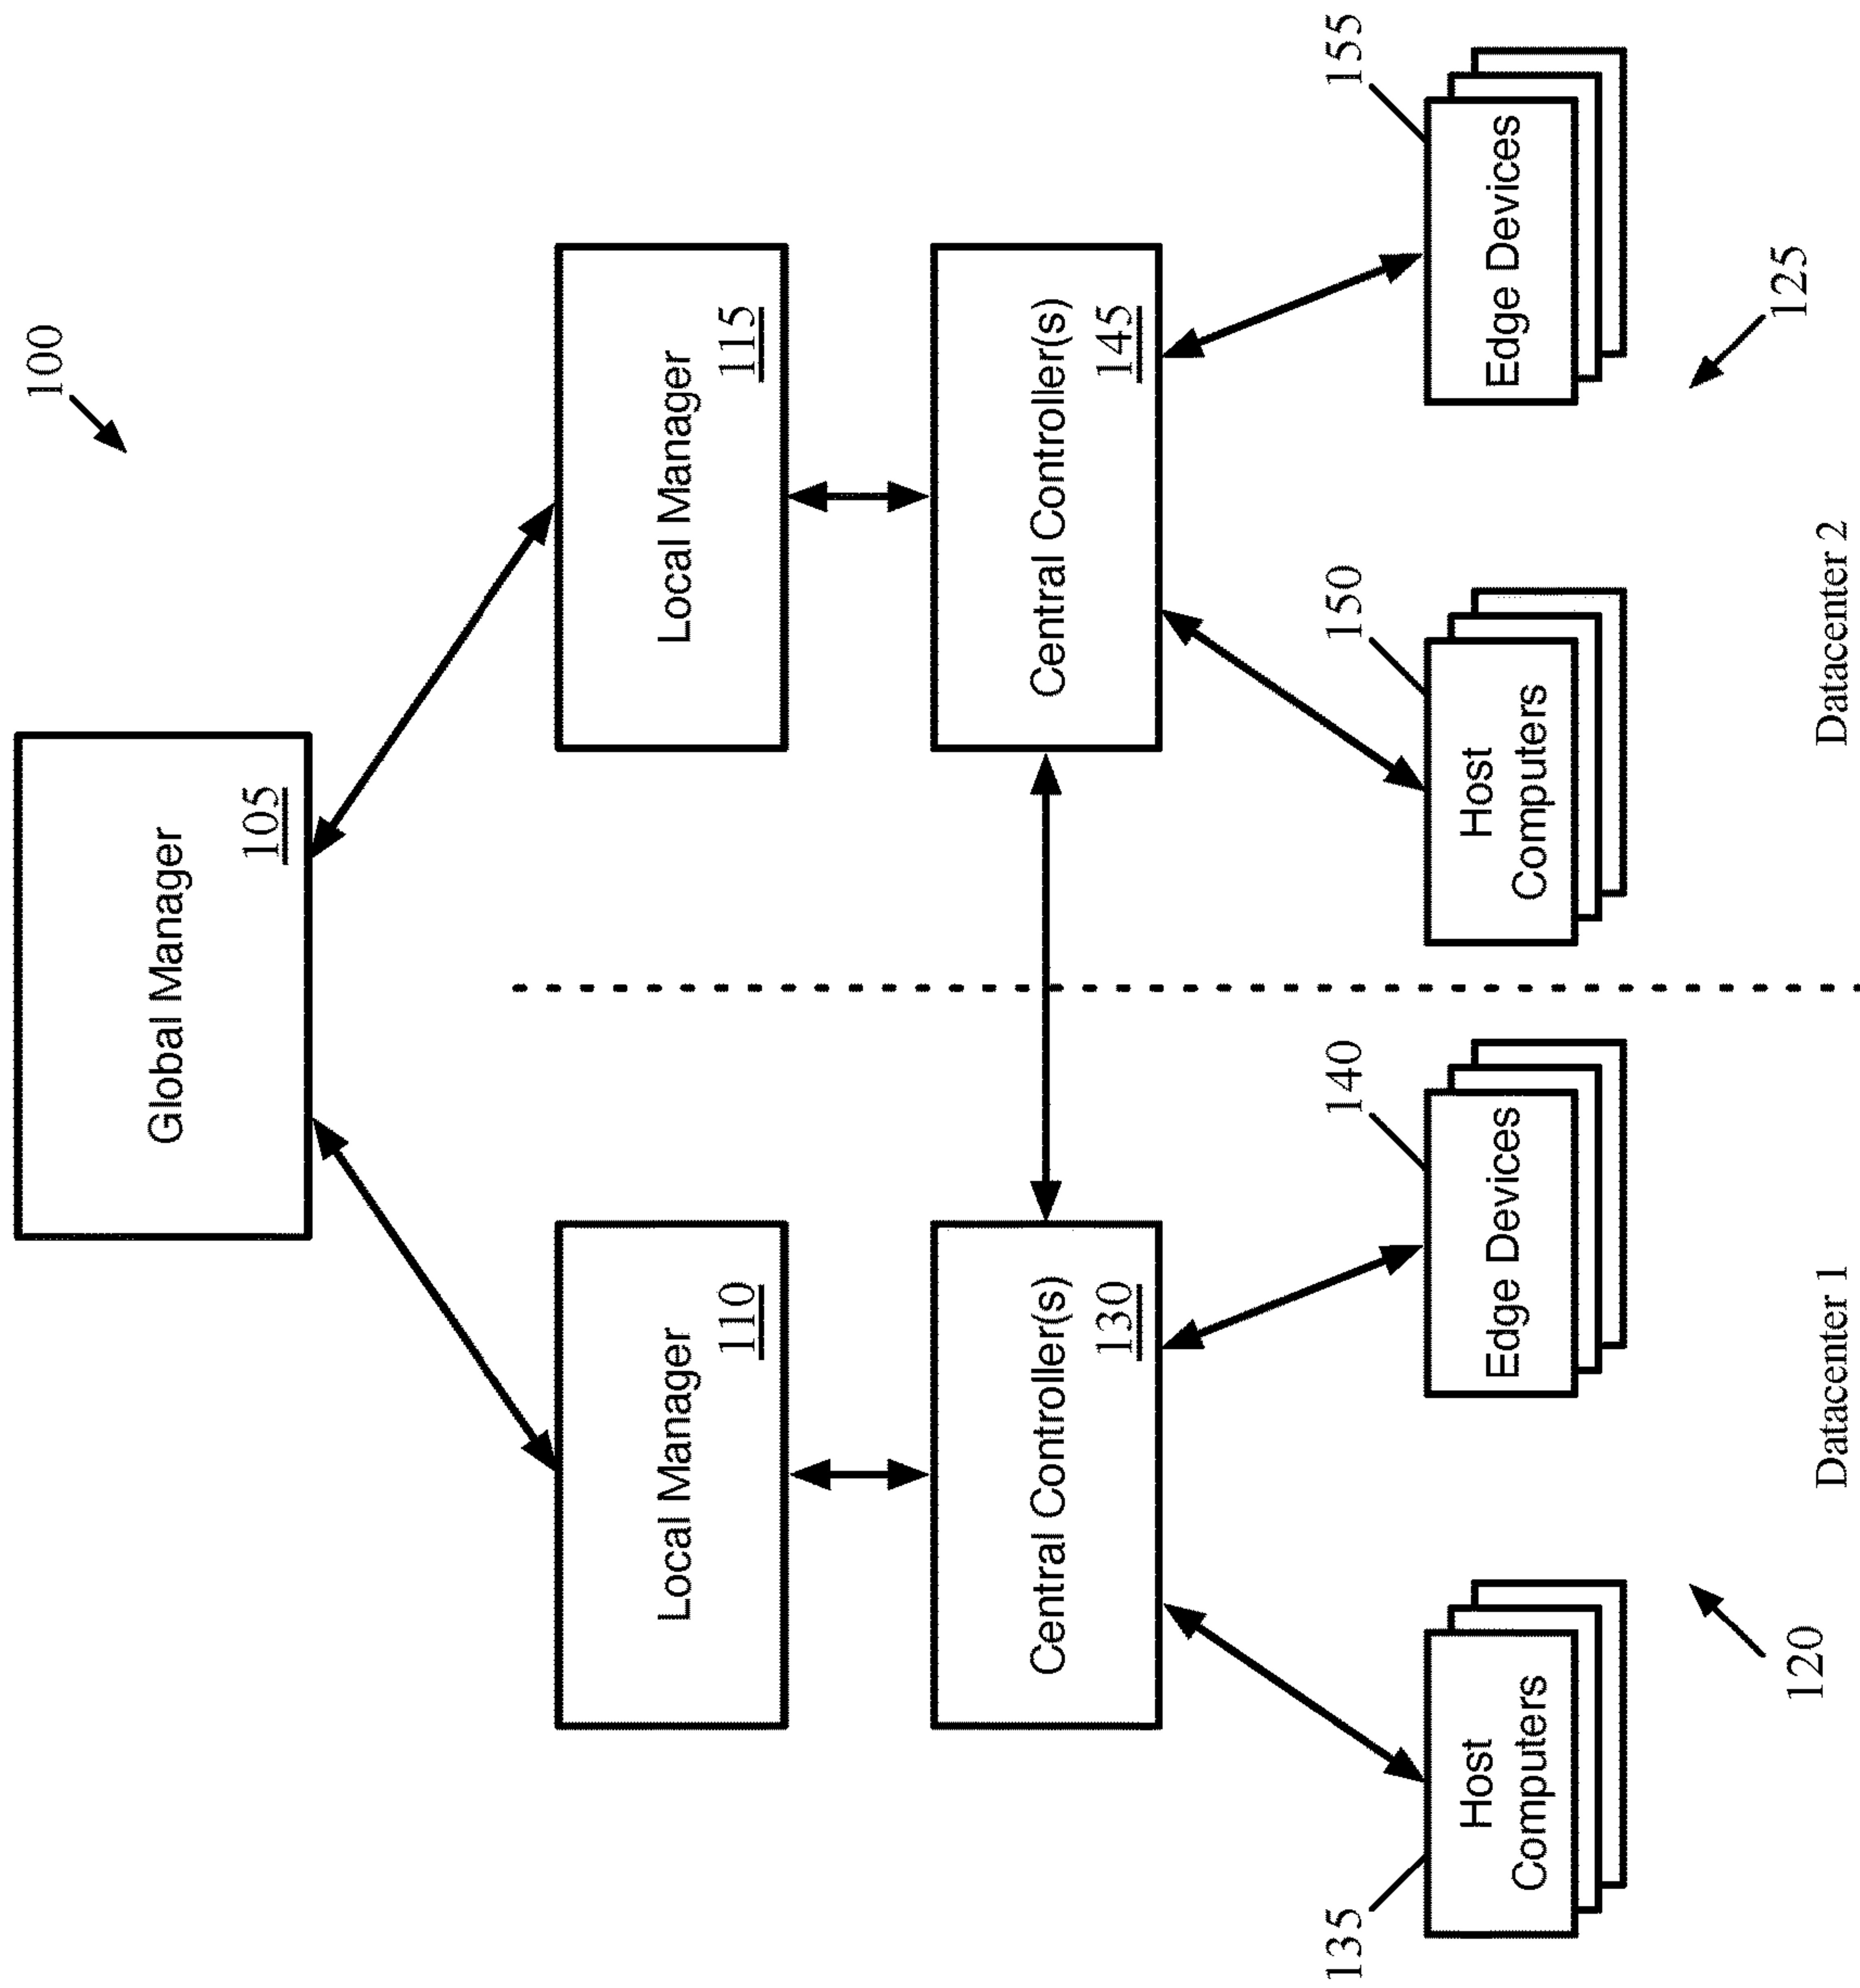 100
Global Manager
105
Local Manager
110
Local Manager
115
Central Controller(s)
130
Central Controller(s)
145
135
Host
Computers
140
Edge Devices
150
Host
Computers
155
Edge Devices
120
Datacenter 1
Datacenter 2
125